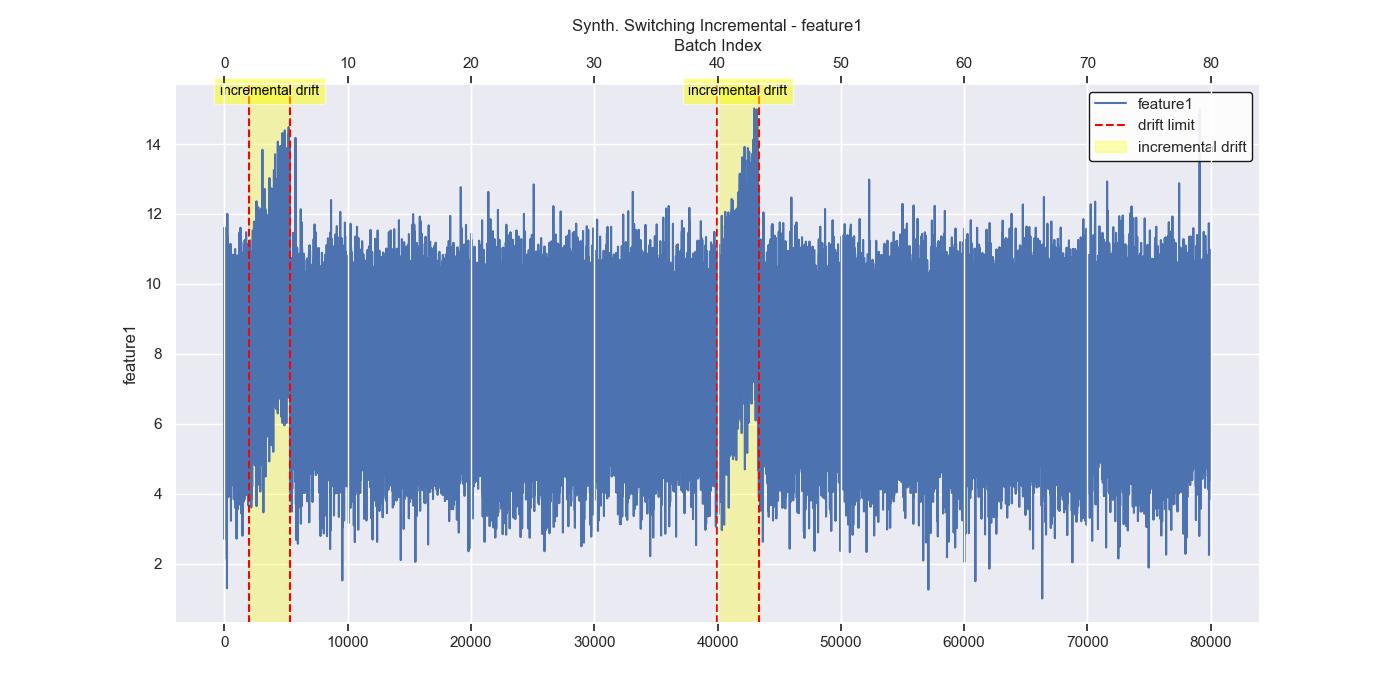 Synth. Switching Incremental - feature1
Batch Index
0 10 20 30 40 50 60 70 80
incremental drift incremental drift
feature1
drift limit
incremental drift
14
12
10
8
6
4
2
feature1
0 10000 20000 30000 40000 50000 60000 70000 80000